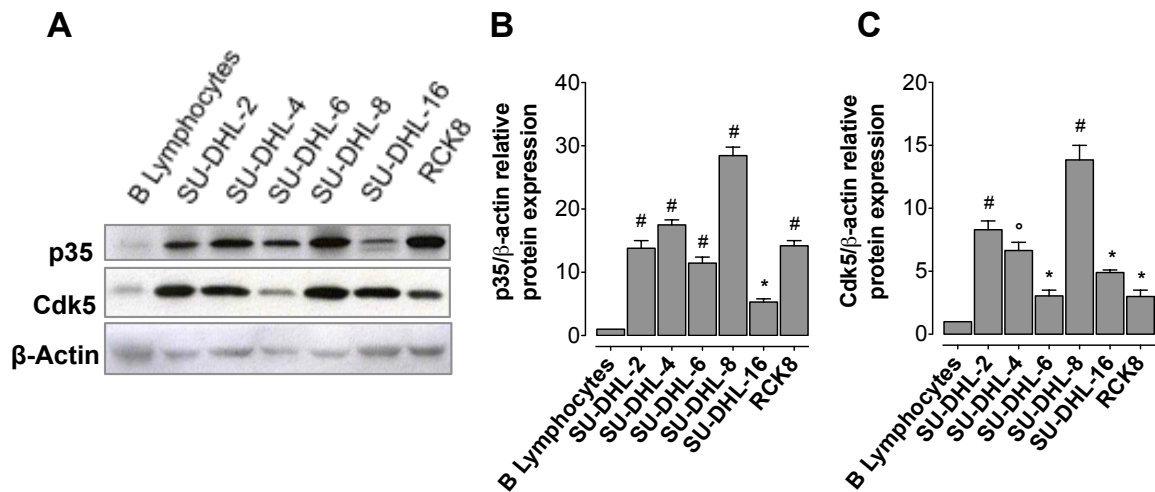 A
B Lymphocytes
SU-DHL-2
SU-DHL-4
SU-DHL-6
SU-DHL-8
SU-DHL-16
RCK8
p35
Cdk5
β-Actin
B
p35/β-actin relative
protein expression
40
30
20
10
0
#
#
#
#
*
#
B Lymphocytes
SU-DHL-2
SU-DHL-4
SU-DHL-6
SU-DHL-8
SU-DHL-16
RCK8
C
Cdk5/β-actin relative
protein expression
20
15
10
5
0
#
°
*
#
*
*
B Lymphocytes
SU-DHL-2
SU-DHL-4
SU-DHL-6
SU-DHL-8
SU-DHL-16
RCK8